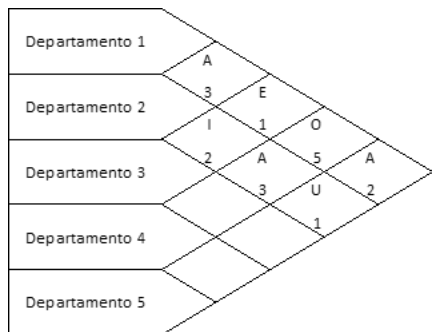 Departamento 1
A
3
E
1
O
5
A
2
Departamento 2
I
2
A
3
U
1
Departamento 3
Departamento 4
Departamento 5